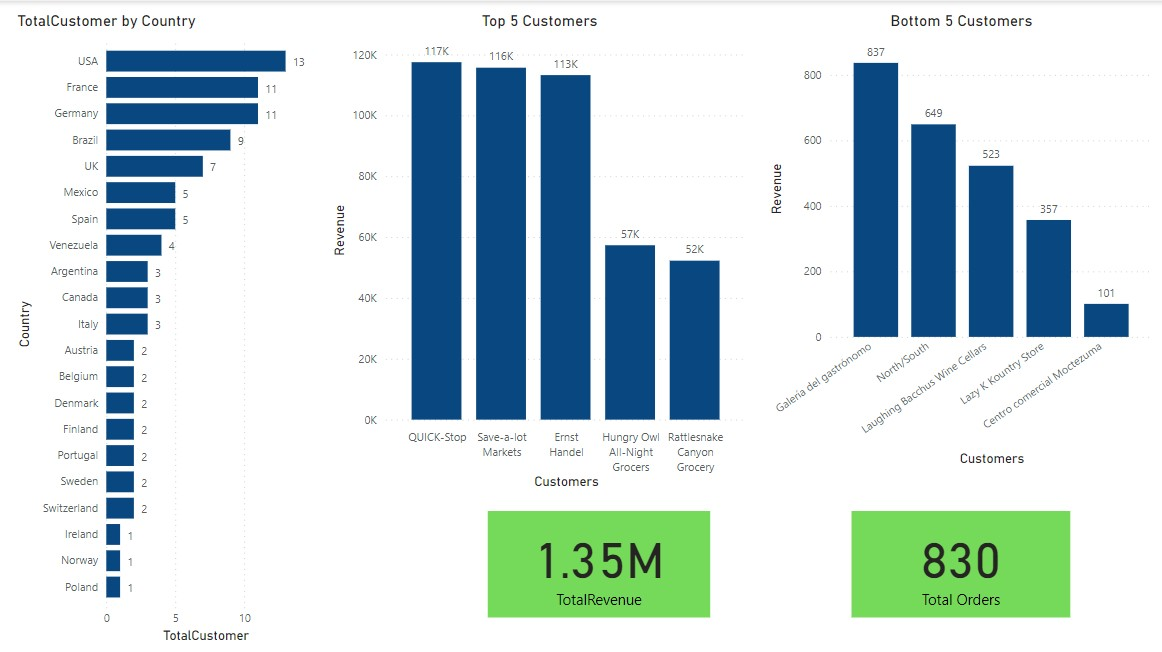 TotalCustomer by Country
Country
USA 13
France 11
Germany 11
Brazil 9
UK 7
Mexico 5
Spain 5
Venezuela 4
Argentina 3
Canada 3
Italy 3
Austria 2
Belgium 2
Denmark 2
Finland 2
Portugal 2
Sweden 2
Switzerland 2
Ireland 1
Norway 1
Poland 1
0 5 10
TotalCustomer
Top 5 Customers
Revenue
120K
100K
80K
60K
40K
20K
0K
117K 116K 113K 57K 52K
QUICK-Stop
Save-a-lot
Markets
Ernst
Handel
Hungry Owl
All-Night
Grocers
Rattlesnake
Canyon
Grocery
Customers
Bottom 5 Customers
Revenue
800
600
400
200
0
837 649 523 357 101
Galería del gastrónomo
North/South
Laughing Bacchus Wine Cellars
Lazy K Kountry Store
Centro comercial Moctezuma
Customers
1.35M
TotalRevenue
830
Total Orders